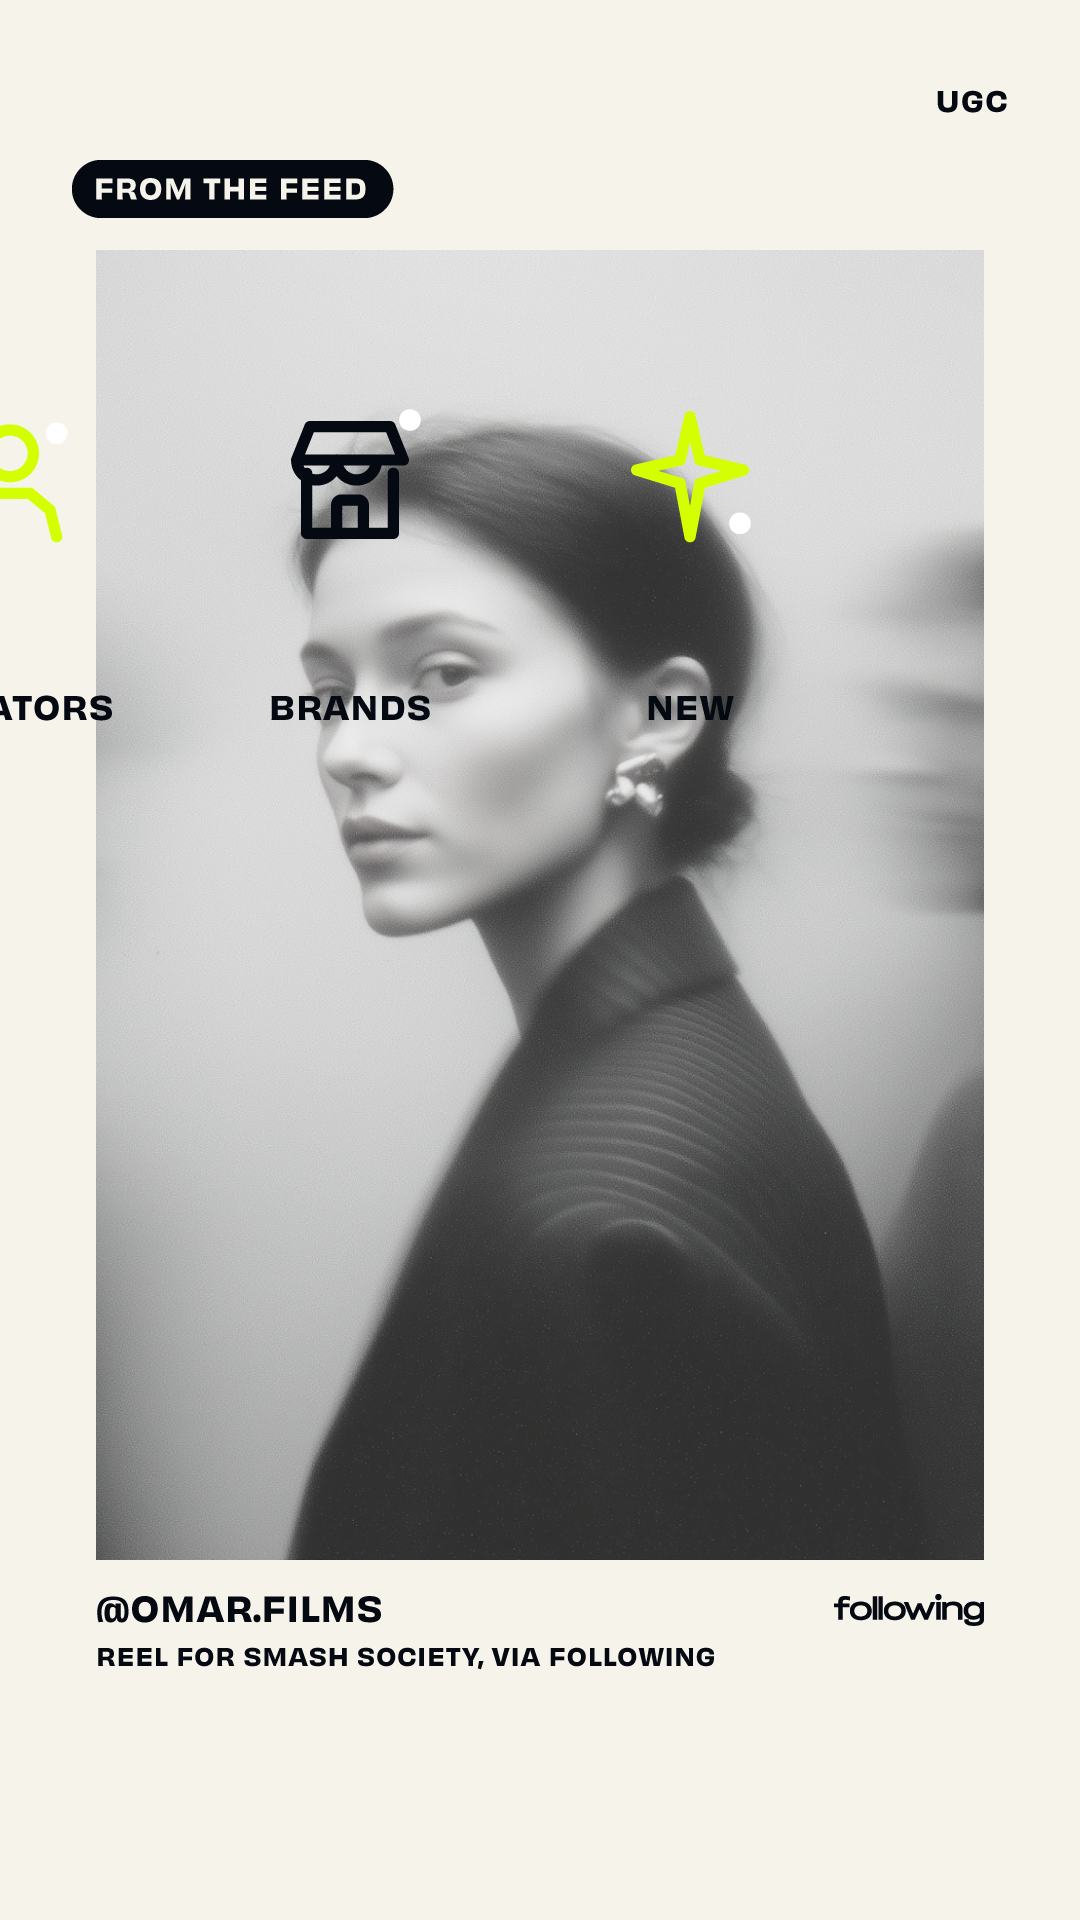 UGC
FROM THE FEED
ATORS
BRANDS
NEW
@OMAR.FILMS
following
REEL FOR SMASH SOCIETY, VIA FOLLOWING